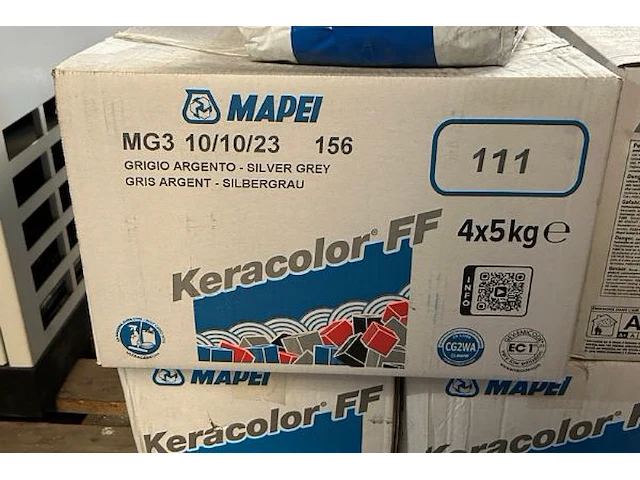 MAPEI
MG3 10/10/23 156
GRIGIO ARGENTO - SILVER GREY
GRIS ARGENT - SILBERGRAU
111
Keracolor® FF
4x5kg e
INFO
CG2WA
EC1
MAPEI
Keracolor® FF
MAPEI
Keracolor FF